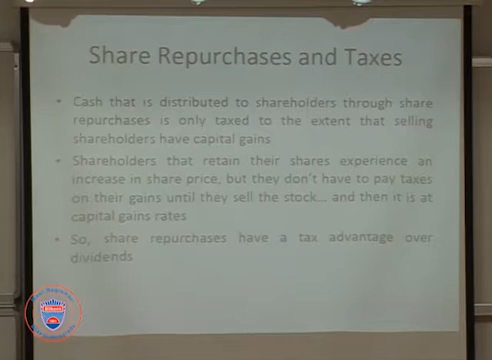 Share Repurchases and Taxes
• Cash that is distributed to shareholders through share
repurchases is only taxed to the extent that selling
shareholders have capital gains
• Shareholders that retain their shares experience an
increase in share price, but they don't have to pay taxes
on their gains until they sell the stock... and then it is at
capital gains rates
• So, share repurchases have a tax advantage over
dividends